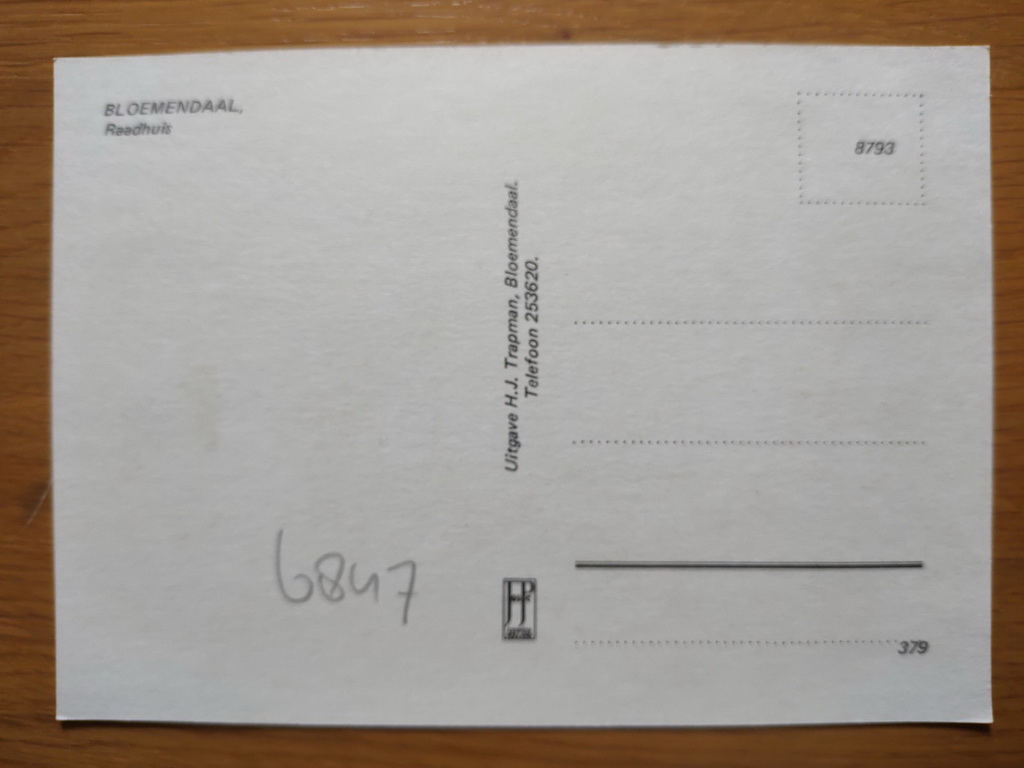 BLOEMENDAAL,
Raadhuis
8793
Uitgave H.J. Trapman, Bloemendaal.
Telefoon 253620.
6847
379